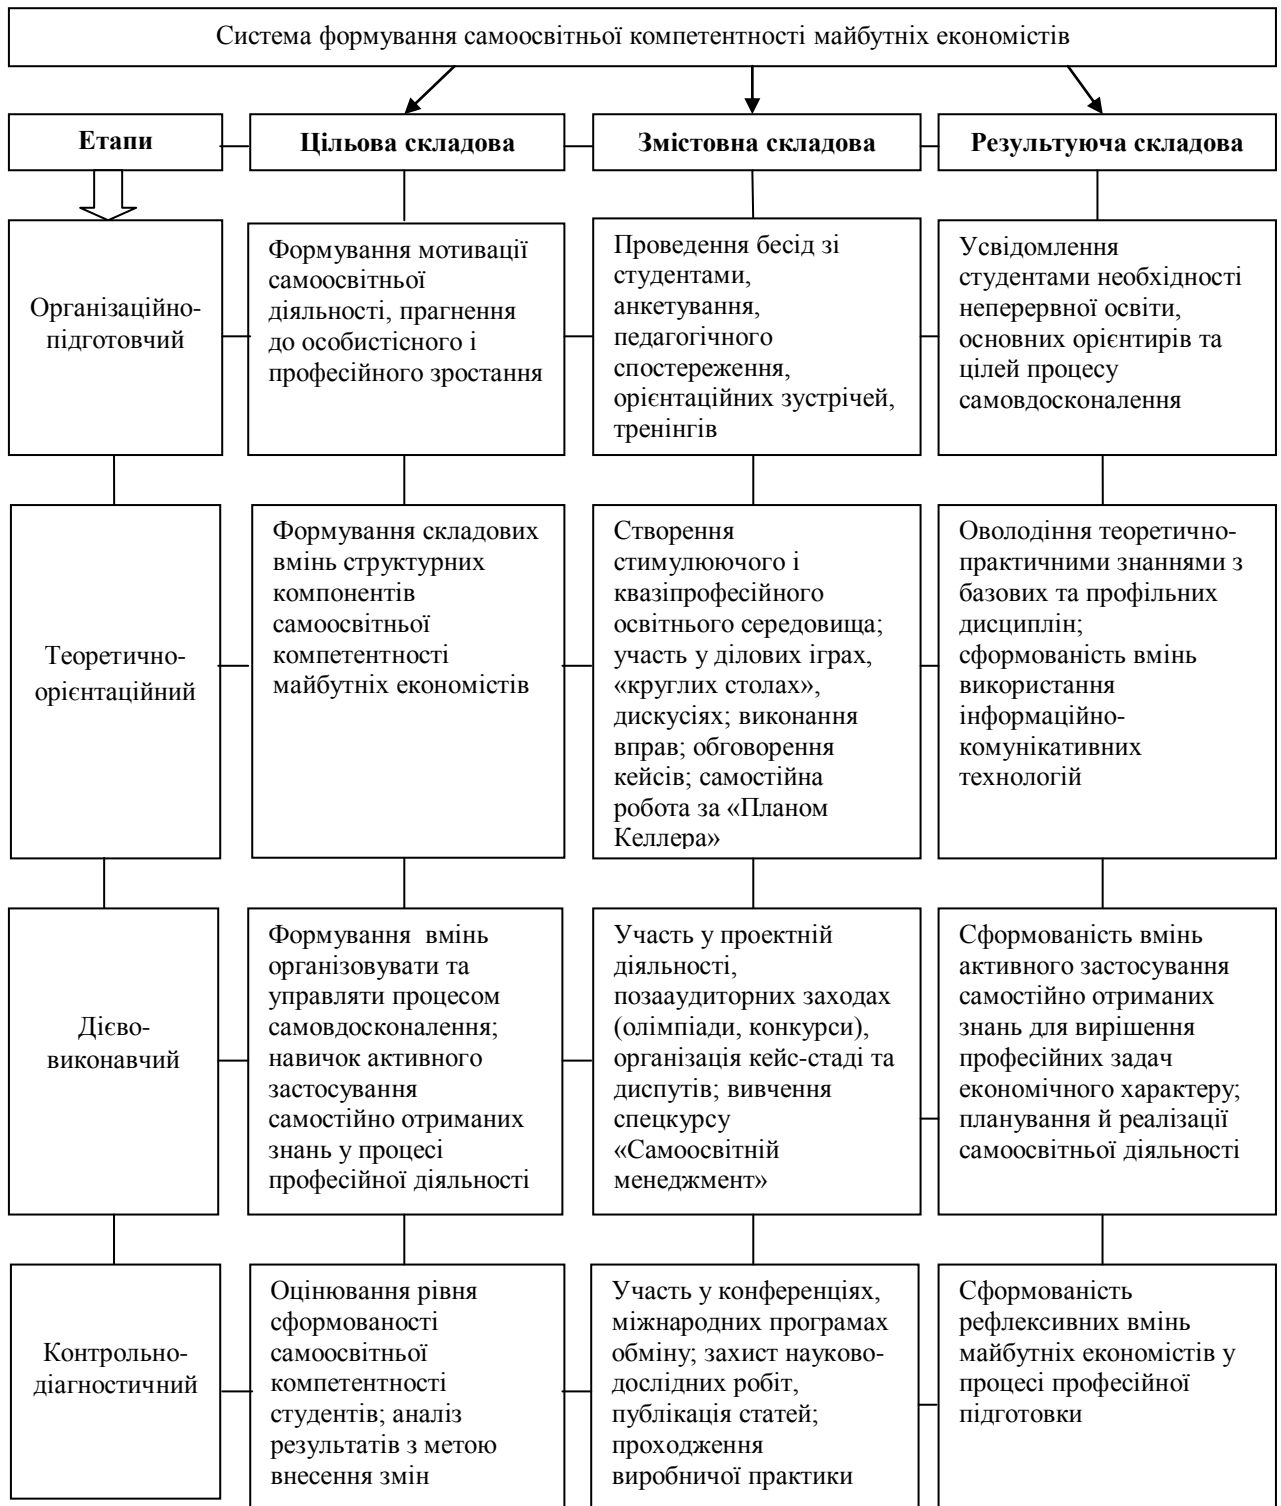 Система формування самоосвітньої компетентності майбутніх економістів
Етапи
Цільова складова
Змістовна складова
Результуюча складова
Організаційно-
підготовчий
Формування мотивації
самоосвітньої
діяльності, прагнення
до особистісного і
професійного зростання
Проведення бесід зі
студентами,
анкетування,
педагогічного
спостереження,
орієнтаційних зустрічей,
тренінгів
Усвідомлення
студентами необхідності
неперервної освіти,
основних орієнтирів та
цілей процесу
самовдосконалення
Теоретично-
орієнтаційний
Формування складових
вмінь структурних
компонентів
самоосвітньої
компетентності
майбутніх економістів
Створення
стимулюючого і
квазіпрофесійного
освітнього середовища;
участь у ділових іграх,
«круглих столах»,
дискусіях; виконання
вправ; обговорення
кейсів; самостійна
робота за «Планом
Келлера»
Оволодіння теоретично-
практичними знаннями з
базових та профільних
дисциплін;
сформованість вмінь
використання
інформаційно-
комунікативних
технологій
Дієво-
виконавчий
Формування  вмінь
організовувати та
управляти процесом
самовдосконалення;
навичок активного
застосування
самостійно отриманих
знань у процесі
професійної діяльності
Участь у проектній
діяльності,
позааудиторних заходах
(олімпіади, конкурси),
організація кейс-стаді та
диспутів; вивчення
спецкурсу
«Самоосвітній
менеджмент»
Сформованість вмінь
активного застосування
самостійно отриманих
знань для вирішення
професійних задач
економічного характеру;
планування й реалізації
самоосвітньої діяльності
Контрольно-
діагностичний
Оцінювання рівня
сформованості
самоосвітньої
компетентності
студентів; аналіз
результатів з метою
внесення змін
Участь у конференціях,
міжнародних програмах
обміну; захист науково-
дослідних робіт,
публікація статей;
проходження
виробничої практики
Сформованість
рефлексивних вмінь
майбутніх економістів у
процесі професійної
підготовки